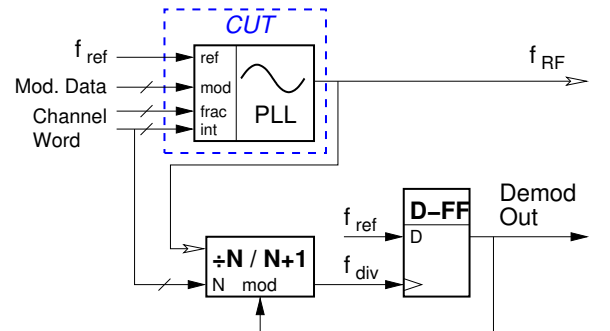 CUT
f ref
ref
f RF
Mod. Data
mod
PLL
Channel
Word
frac
int
÷N / N+1
N mod
f ref
f div
D–FF
D
Demod
Out